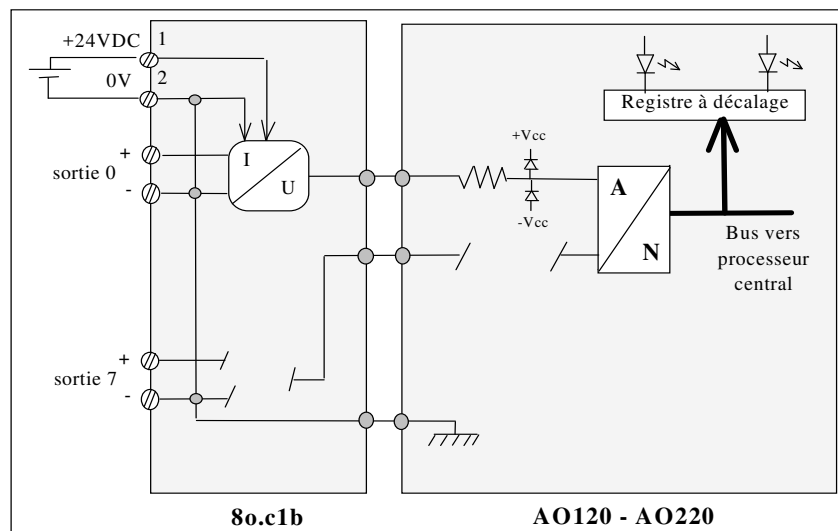 +24VDC
1
0V
2
+
sortie 0
-
I
U
+
sortie 7
-
8o.c1b
Registre à décalage
+Vcc
-Vcc
A
N
Bus vers
processeur
central
AO120 - AO220